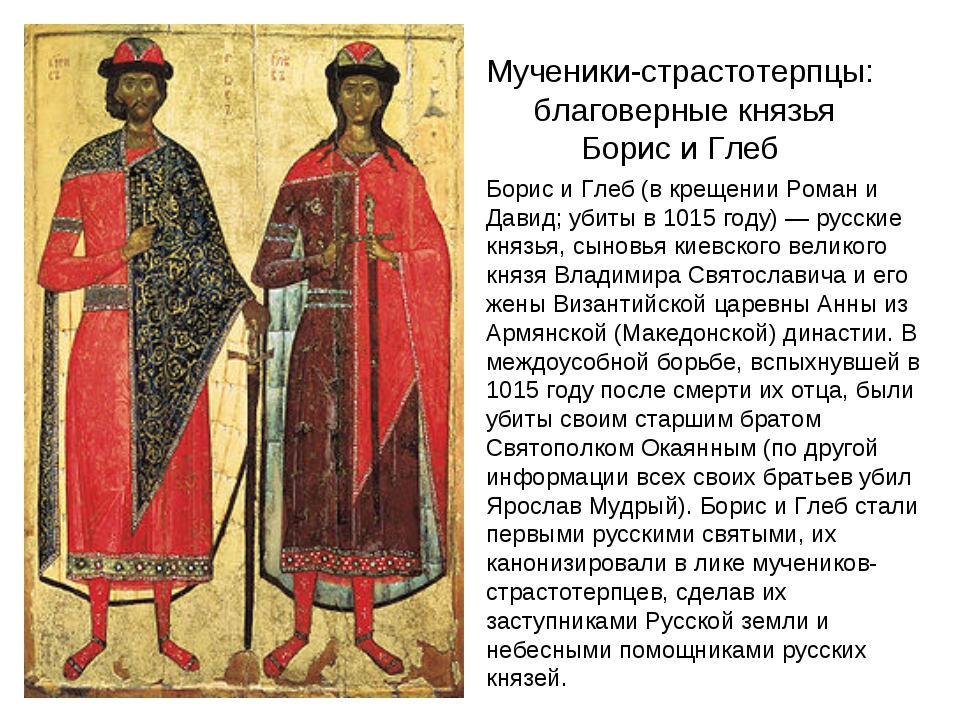 Мученики-страстотерпцы:
благоверные князья
Борис и Глеб
Борис и Глеб (в крещении Роман и
Давид; убиты в 1015 году) — русские
князья, сыновья киевского великого
князя Владимира Святославича и его
жены Византийской царевны Анны из
Армянской (Македонской) династии. В
междоусобной борьбе, вспыхнувшей в
1015 году после смерти их отца, были
убиты своим старшим братом
Святополком Окаянным (по другой
информации всех своих братьев убил
Ярослав Мудрый). Борис и Глеб стали
первыми русскими святыми, их
канонизировали в лике мучеников-
страстотерпцев, сделав их
заступниками Русской земли и
небесными помощниками русских
князей.